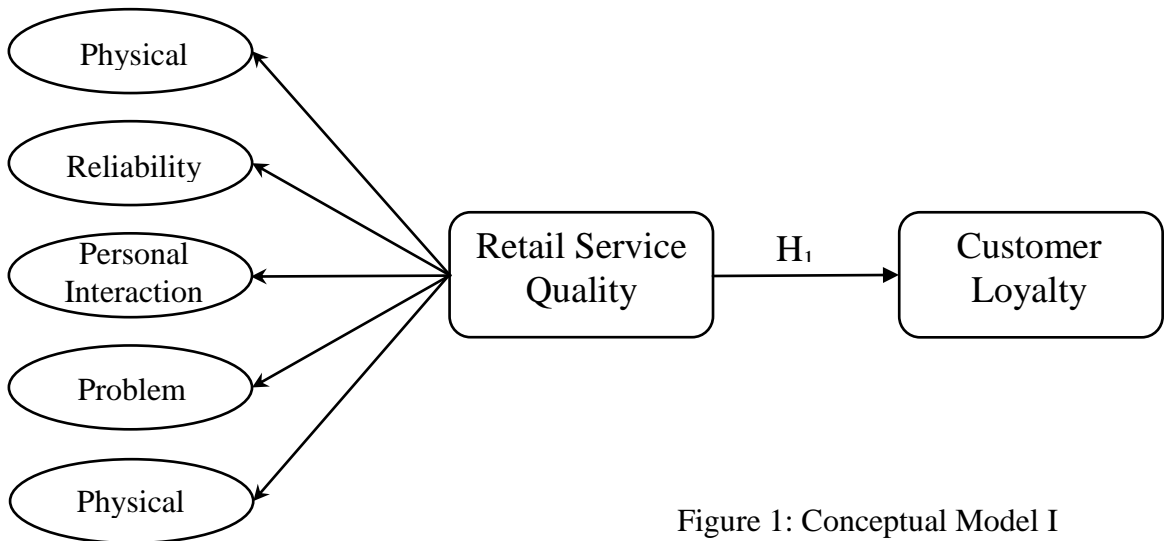 Physical
Reliability
Personal
Interaction
Problem
Physical
Retail Service
Quality
H₁
Customer
Loyalty
Figure 1: Conceptual Model I